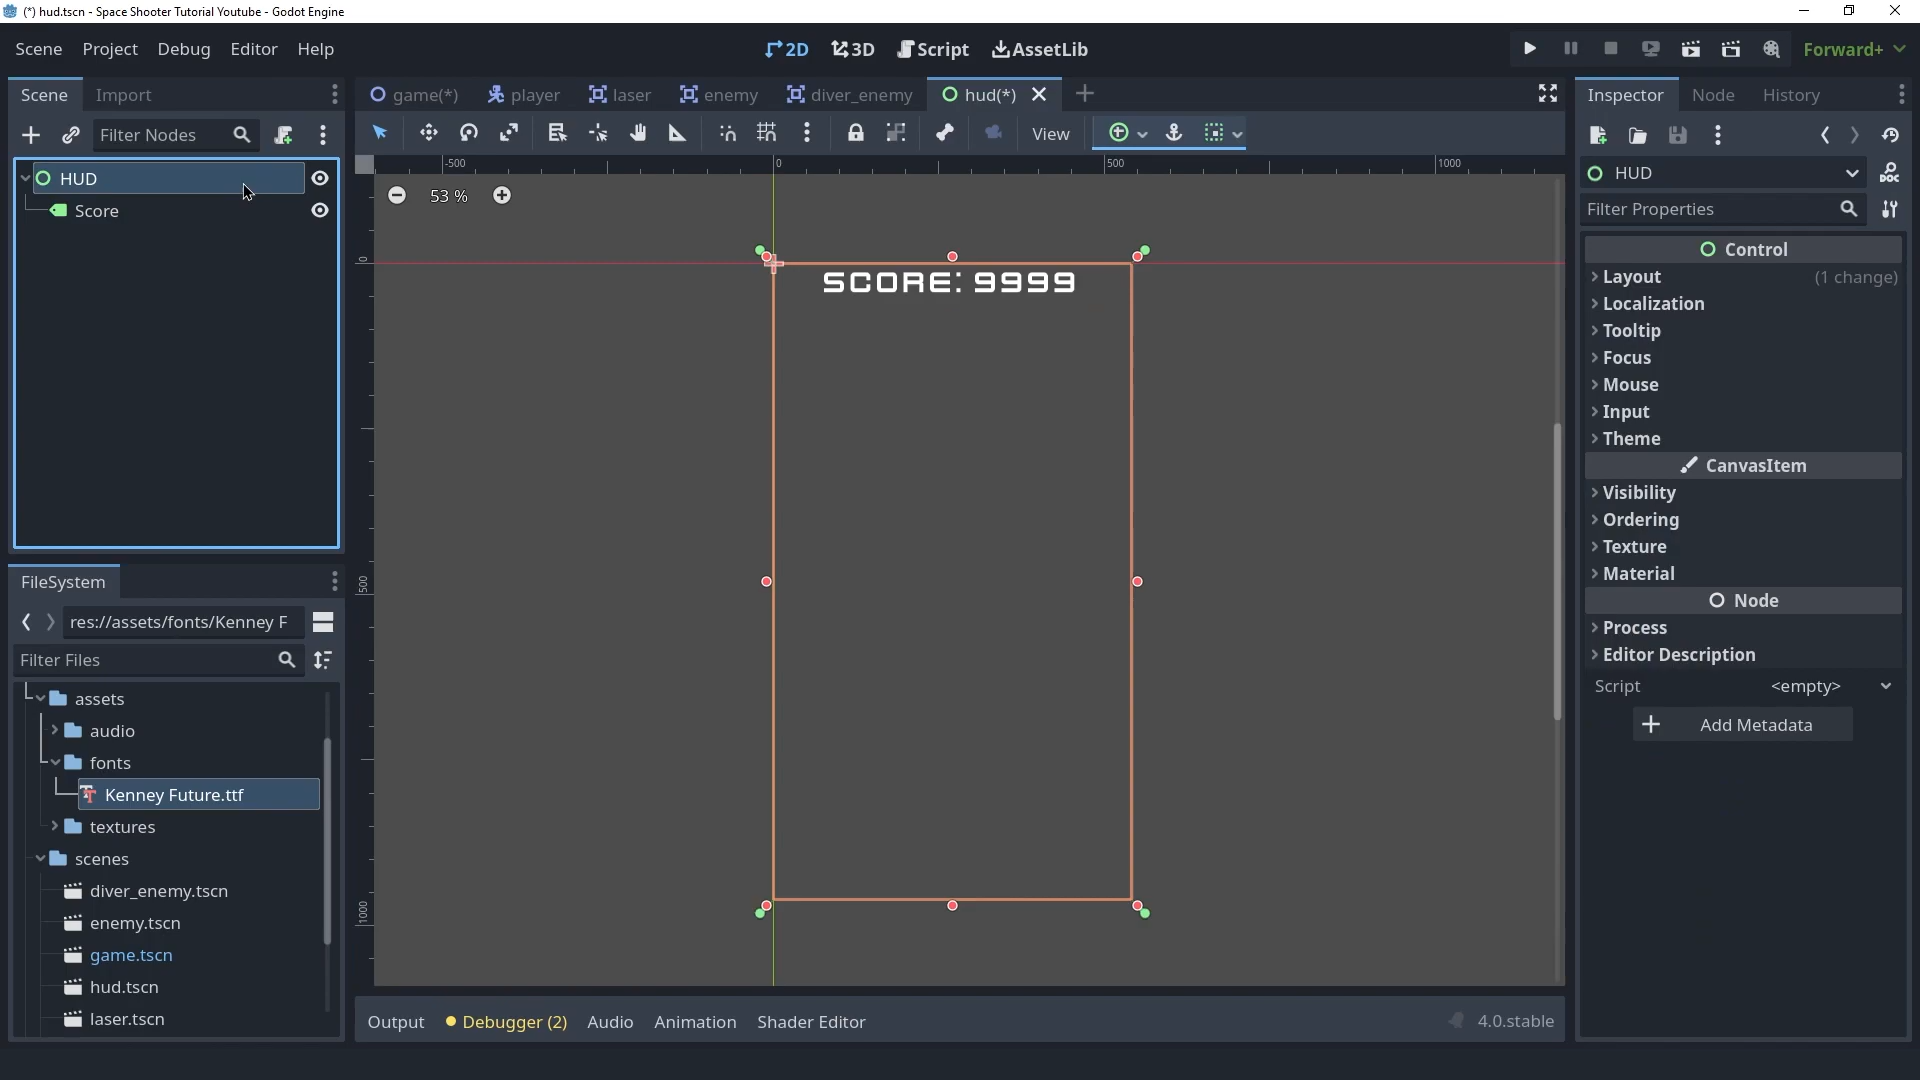 (*) hud.tscn - Space Shooter Tutorial Youtube - Godot Engine
Scene Project Debug Editor Help
2D 3D Script AssetLib
Forward+
Scene Import
game(*) player laser enemy diver_enemy hud(*)
Inspector Node History
Filter Nodes
View
HUD
Score
-500 0 500 1000
53 %
0
500
1000
SCORE: 9999
HUD
DOC
Filter Properties
Control
Layout (1 change)
Localization
Tooltip
Focus
Mouse
Input
Theme
CanvasItem
Visibility
Ordering
Texture
Material
Node
Process
Editor Description
Script <empty>
Add Metadata
FileSystem
res://assets/fonts/Kenney F
Filter Files
assets
audio
fonts
Kenney Future.ttf
textures
scenes
diver_enemy.tscn
enemy.tscn
game.tscn
hud.tscn
laser.tscn
Output Debugger (2) Audio Animation Shader Editor
4.0.stable